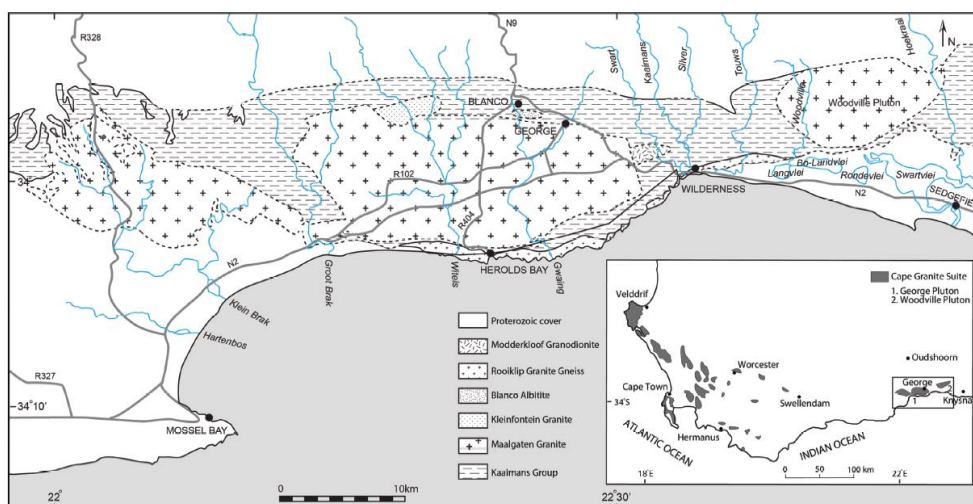 R328
N9
N
Swart
Kaaimans
Silver
Touws
Woodville
Hoekraal
BLANCO
GEORGE
Woodville Pluton
34°
R102
Bo-Landvlei
Langvlei
Rondevlei
Swartvlei
WILDERNESS
N2
SEDGEFIE
R404
N2
Groot Brak
Witels
HEROLDS BAY
Gwaing
Klein Brak
Hartenbos
R327
34°10'
MOSSEL BAY
Proterozoic cover
Modderkloof Granodionite
Rooiklip Granite Gneiss
Blanco Albitite
Kleinfontein Granite
Maalgaten Granite
Kaaimans Group
Cape Granite Suite
1. George Pluton
2. Woodville Pluton
Velddrif
Worcester
Oudshoorn
Cape Town
George
2
1
Knysna
34°S
Swellendam
Hermanus
ATLANTIC OCEAN
INDIAN OCEAN
0 50 100 km
18°E
22°E
22°
0 10km
22°30'